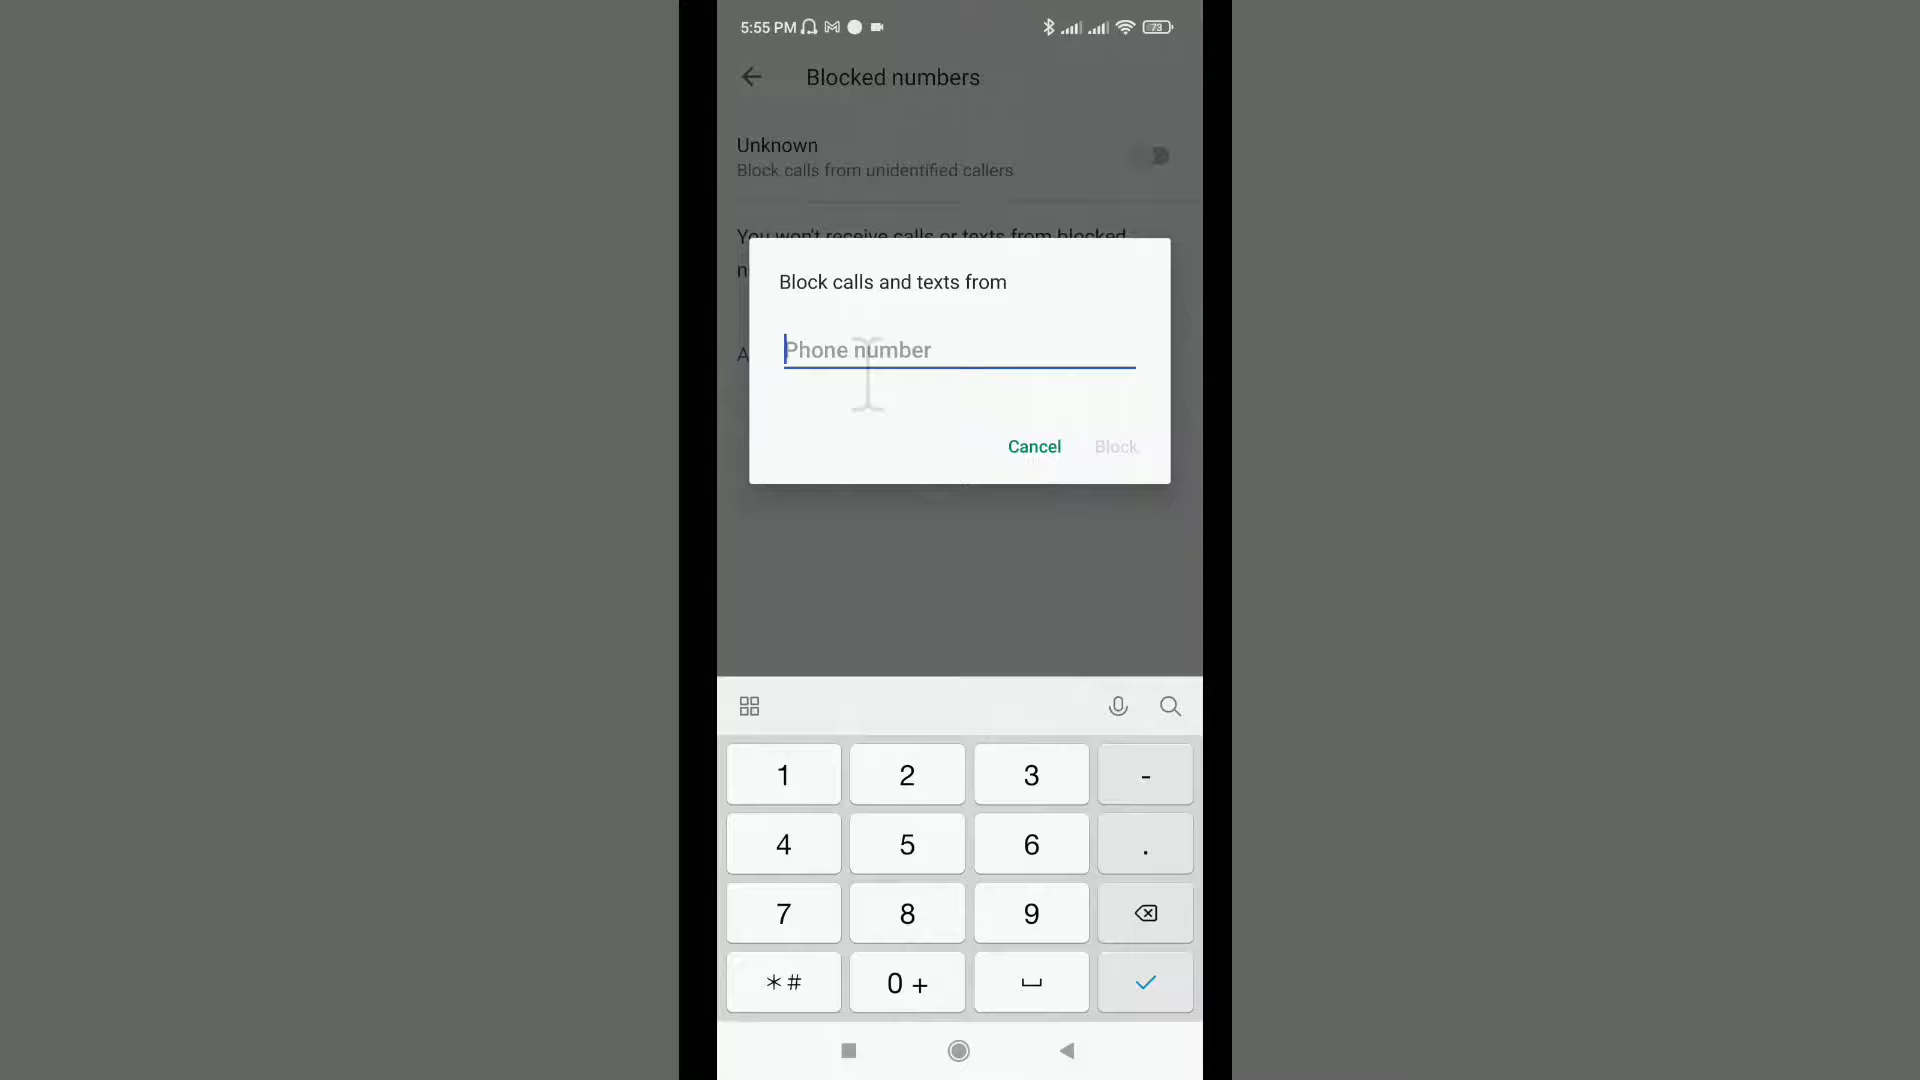 5:55 PM
73
Blocked numbers
Unknown
Block calls from unidentified callers
You won't receive calls or texts from blocked
n
Block calls and texts from
A
Phone number
Cancel
Block
1 2 3 -
4 5 6 .
7 8 9
*# 0 +